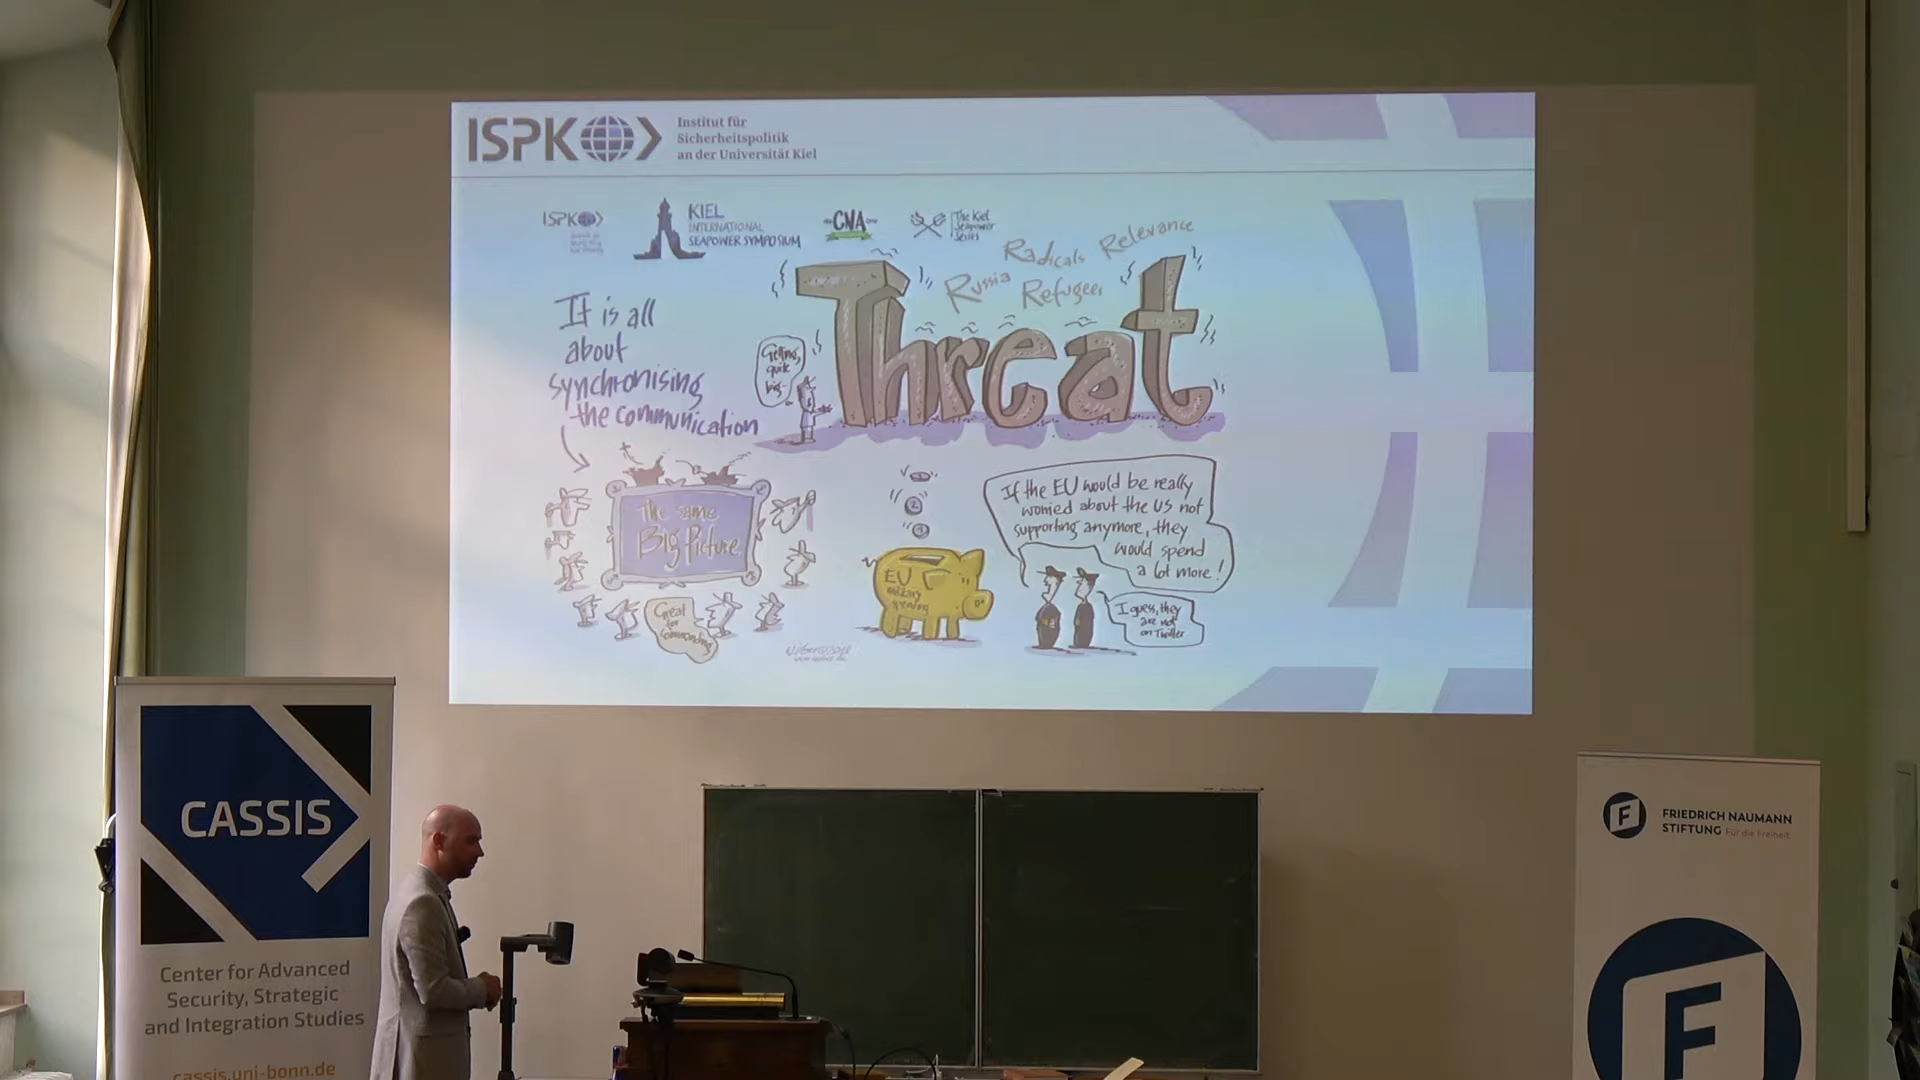 ISPK
Institut für
Sicherheitspolitik
an der Universität Kiel
ISPK
KIEL
INTERNATIONAL
SEAPOWER SYMPOSIUM
CNA
The Kiel
Seapower
Series
Radicals Relevance
Russia Refugees
Threat
It is all
about
synchronising
the communication
Getting
quite
big
The same
Big Picture
Great
for
EU
military
spending
If the EU would be really
worried about the US not
supporting anymore, they
would spend
a lot more!
I guess, they
are not
on Twitter
CASSIS
Center for Advanced
Security, Strategic
and Integration Studies
cassis.uni-bonn.de
FRIEDRICH NAUMANN
STIFTUNG Für die Freiheit.
F
F